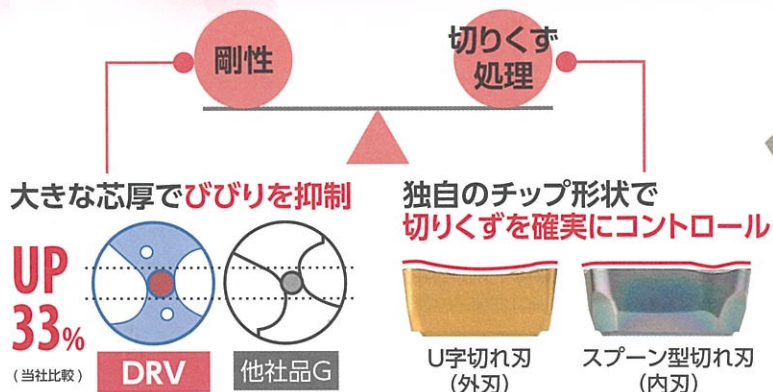 剛性
切りくず
処理
大きな芯厚でびびりを抑制
UP
33%
(当社比較)
DRV
他社品G
独自のチップ形状で
切りくずを確実にコントロール
U字切れ刃
(外刃)
スプーン型切れ刃
(内刃)